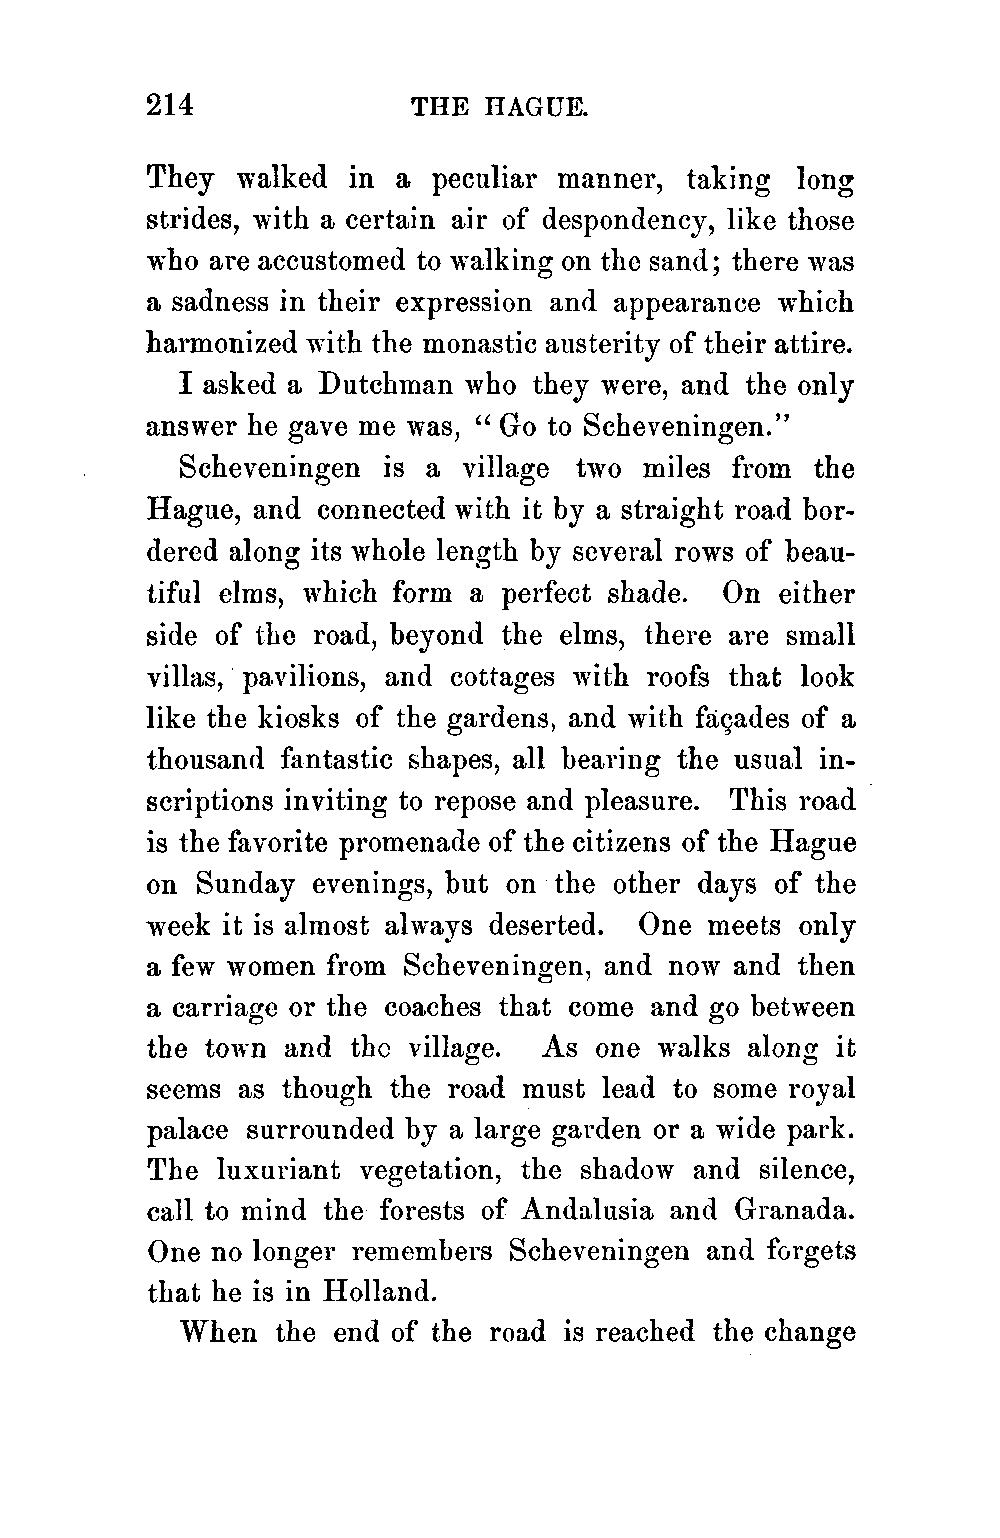 214 THE HAGUE.
They walked in a peculiar manner, taking long
strides, with a certain air of despondency, like those
who are accustomed to walking on the sand; there was
a sadness in their expression and appearance which
harmonized with the monastic austerity of their attire.
I asked a Dutchman who they were, and the only
answer he gave me was, “ Go to Scheveningen.”
Scheveningen is a village two miles from the
Hague, and connected with it by a straight road bor-
dered along its whole length by several rows of beau-
tiful elms, which form a perfect shade. On either
side of the road, beyond the elms, there are small
villas, pavilions, and cottages with roofs that look
like the kiosks of the gardens, and with façades of a
thousand fantastic shapes, all bearing the usual in-
scriptions inviting to repose and pleasure. This road
is the favorite promenade of the citizens of the Hague
on Sunday evenings, but on the other days of the
week it is almost always deserted. One meets only
a few women from Scheveningen, and now and then
a carriage or the coaches that come and go between
the town and the village. As one walks along it
seems as though the road must lead to some royal
palace surrounded by a large garden or a wide park.
The luxuriant vegetation, the shadow and silence,
call to mind the forests of Andalusia and Granada.
One no longer remembers Scheveningen and forgets
that he is in Holland.
When the end of the road is reached the change